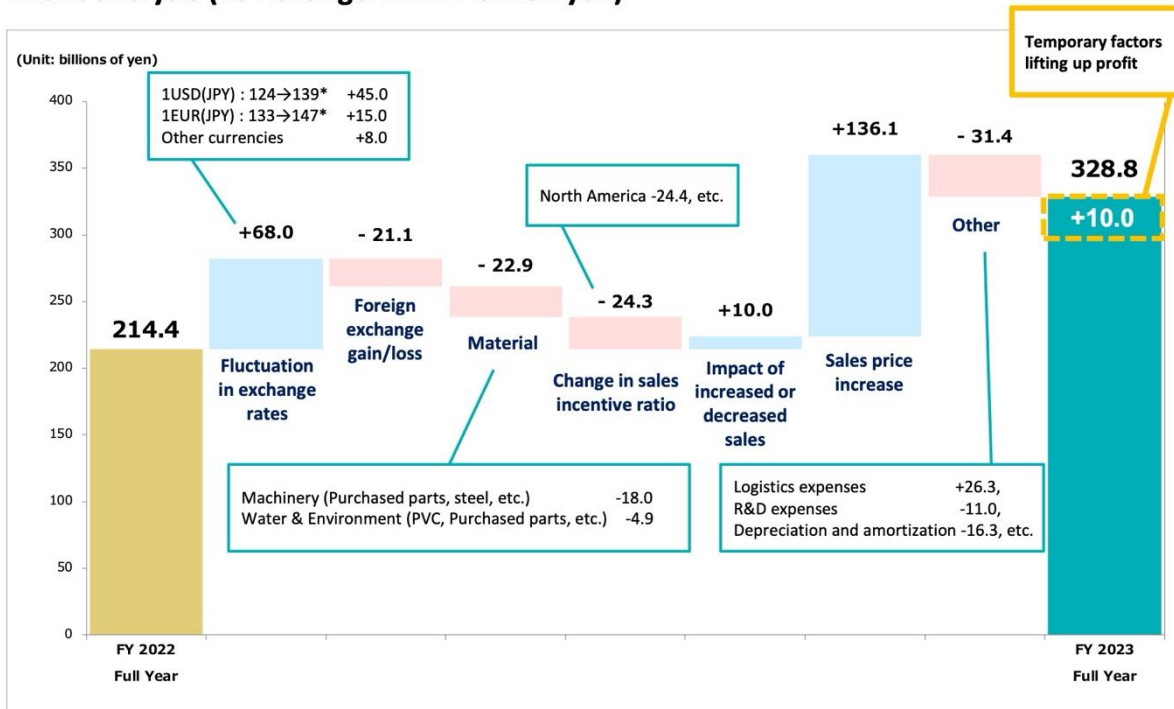 (Unit: billions of yen)
Temporary factors
lifting up profit
400
350
300
250
200
150
100
50
0
1USD(JPY) : 124→139* +45.0
1EUR(JPY) : 133→147* +15.0
Other currencies +8.0
North America -24.4, etc.
214.4
+68.0
Fluctuation
in exchange
rates
- 21.1
Foreign
exchange
gain/loss
- 22.9
Material
- 24.3
Change in sales
incentive ratio
+10.0
Impact of
increased or
decreased
sales
+136.1
Sales price
increase
- 31.4
Other
328.8
+10.0
Machinery (Purchased parts, steel, etc.) -18.0
Water & Environment (PVC, Purchased parts, etc.) -4.9
Logistics expenses +26.3,
R&D expenses -11.0,
Depreciation and amortization -16.3, etc.
FY 2022
Full Year
FY 2023
Full Year